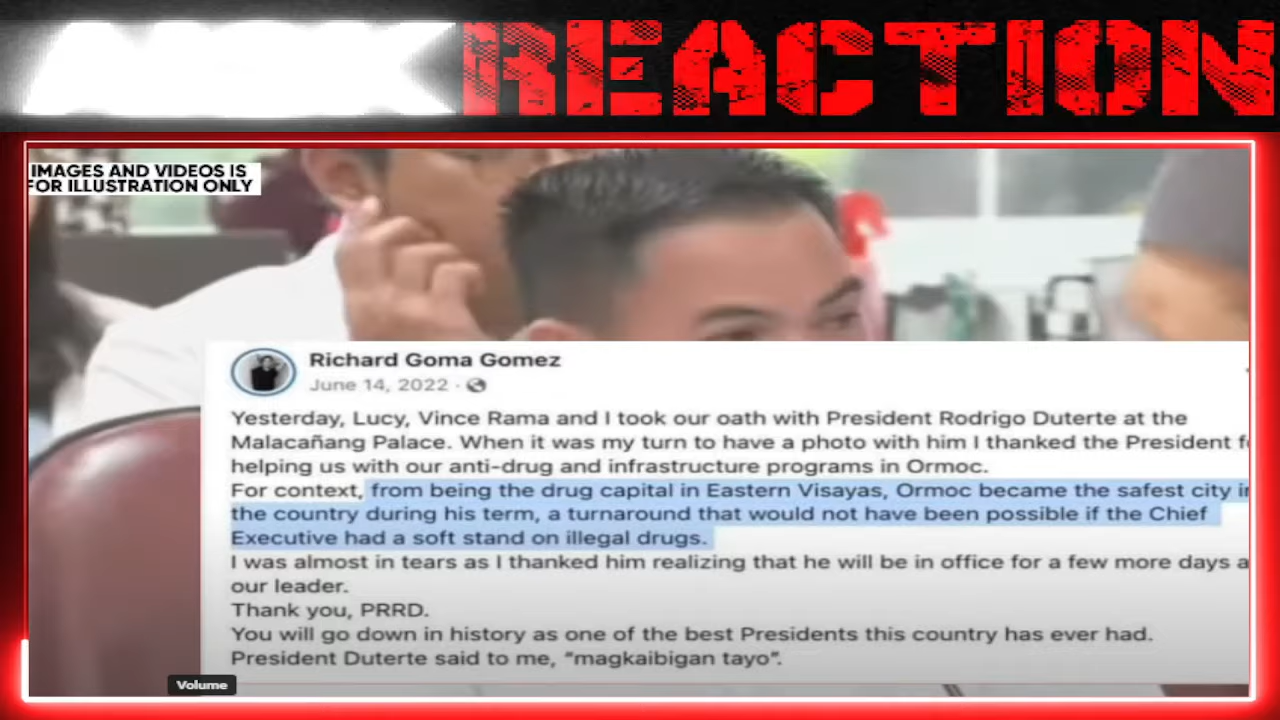 REACTION
IMAGES AND VIDEOS IS
FOR ILLUSTRATION ONLY
Richard Goma Gomez
June 14, 2022 ·
Yesterday, Lucy, Vince Rama and I took our oath with President Rodrigo Duterte at the
Malacañang Palace. When it was my turn to have a photo with him I thanked the President
helping us with our anti-drug and infrastructure programs in Ormoc.
For context, from being the drug capital in Eastern Visayas, Ormoc became the safest city
the country during his term, a turnaround that would not have been possible if the Chief
Executive had a soft stand on illegal drugs.
I was almost in tears as I thanked him realizing that he will be in office for a few more days
our leader.
Thank you, PRRD.
You will go down in history as one of the best Presidents this country has ever had.
President Duterte said to me, “magkaibigan tayo”.
Volume